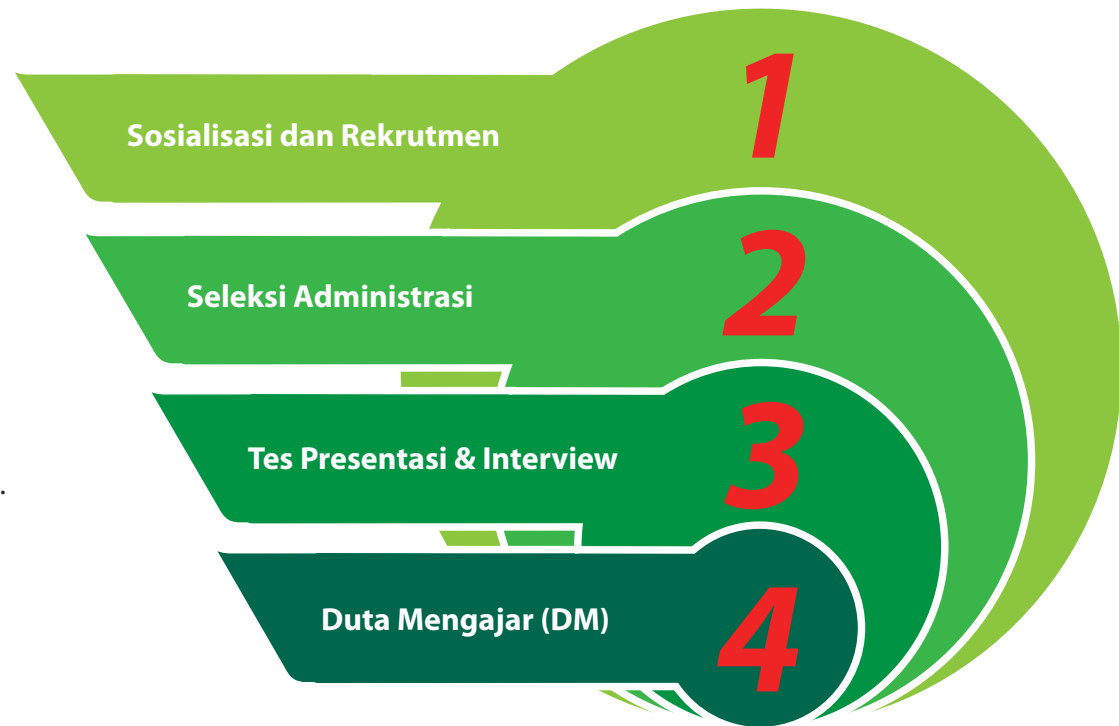 Sosialisasi dan Rekrutmen
1
Seleksi Administrasi
2
Tes Presentasi & Interview
3
.
Duta Mengajar (DM)
4